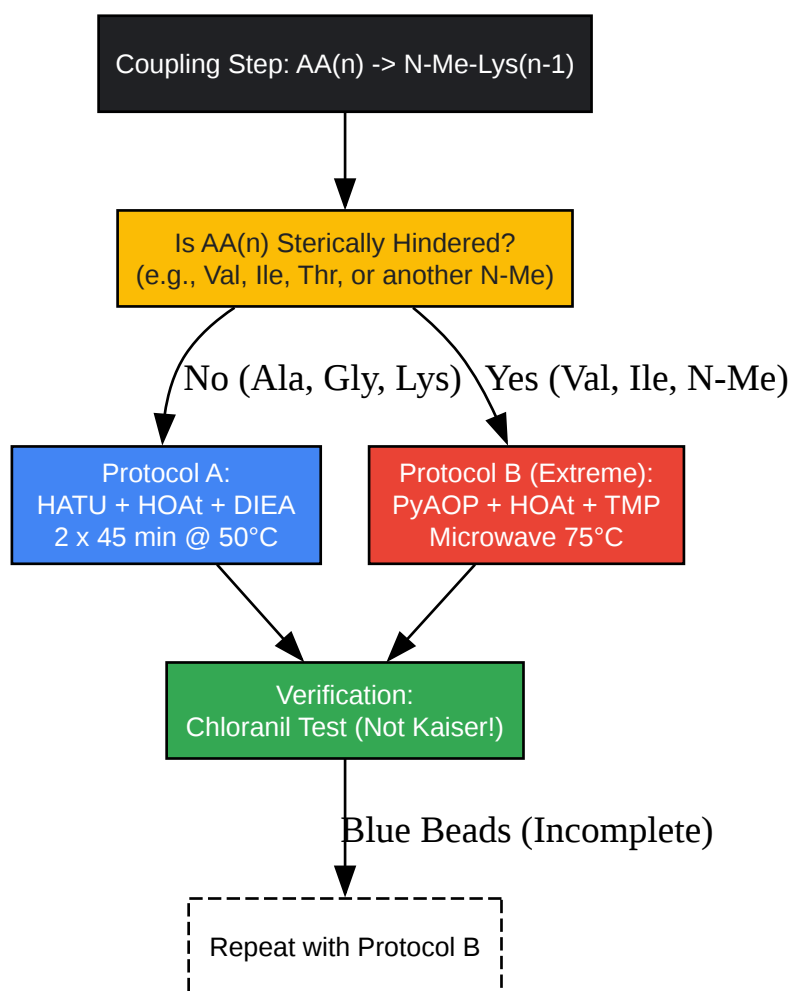 Coupling Step: AA(n) -> N-Me-Lys(n-1)
Is AA(n) Sterically Hindered?
(e.g., Val, Ile, Thr, or another N-Me)
No (Ala, Gly, Lys)
Yes (Val, Ile, N-Me)
Protocol A:
HATU + HOAt + DIEA
2 x 45 min @ 50°C
Protocol B (Extreme):
PyAOP + HOAt + TMP
Microwave 75°C
Verification:
Chloranil Test (Not Kaiser!)
Blue Beads (Incomplete)
Repeat with Protocol B